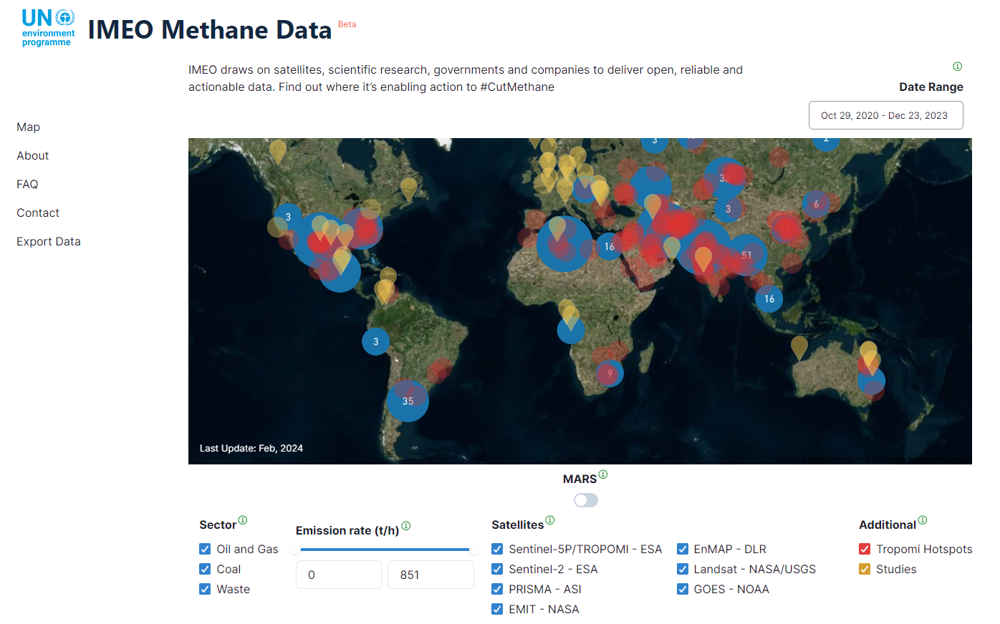 UN
environment
programme
IMEO Methane Data Beta
IMEO draws on satellites, scientific research, governments and companies to deliver open, reliable and
actionable data. Find out where it’s enabling action to #CutMethane
Date Range
Oct 29, 2020 - Dec 23, 2023
Map
About
FAQ
Contact
Export Data
3
2
32
3
3
6
16
51
16
3
9
35
Last Update: Feb, 2024
MARS
Sector
Oil and Gas
Coal
Waste
Emission rate (t/h)
0
851
Satellites
Sentinel-5P/TROPOMI - ESA
Sentinel-2 - ESA
PRISMA - ASI
EMIT - NASA
EnMAP - DLR
Landsat - NASA/USGS
GOES - NOAA
Additional
Tropomi Hotspots
Studies